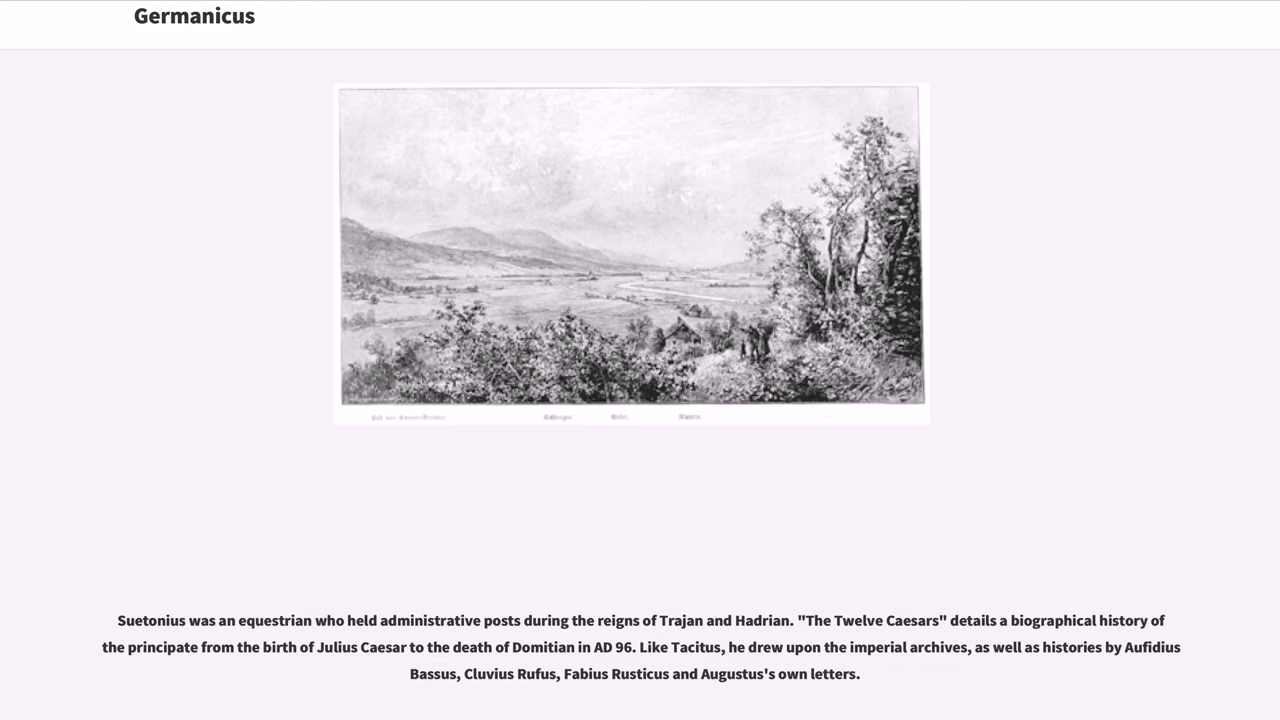 Germanicus
Suetonius was an equestrian who held administrative posts during the reigns of Trajan and Hadrian. "The Twelve Caesars" details a biographical history of
the principate from the birth of Julius Caesar to the death of Domitian in AD 96. Like Tacitus, he drew upon the imperial archives, as well as histories by Aufidius
Bassus, Cluvius Rufus, Fabius Rusticus and Augustus's own letters.